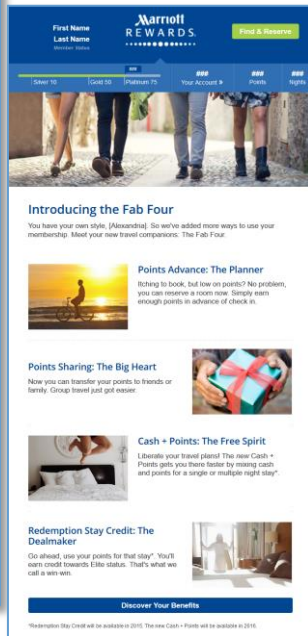 First Name
Last Name
Member Status
Marriott
REWARDS.
Find & Reserve
###
Silver 10
Gold 50
Platinum 75
###
Your Account »
###
Points
###
Nights
Introducing the Fab Four
You have your own style, [Alexandria]. So we've added more ways to use your
membership. Meet your new travel companions. The Fab Four.
Points Advance: The Planner
Itching to book, but low on points? No problem,
you can reserve a room now. Simply earn
enough points in advance of check in.
Points Sharing: The Big Heart
Now you can transfer your points to friends or
family. Group travel just got easier.
Cash + Points: The Free Spirit
Liberate your travel plans! The new Cash +
Points gets you there faster by mixing cash
and points for a single or multiple night stay*.
Redemption Stay Credit: The
Dealmaker
Go ahead, use your points for that stay*. You'll
earn credit towards Elite status. That's what we
call a win-win.
Discover Your Benefits
*Redemption Stay Credit will be available in 2015. The new Cash + Points will be available in 2016.